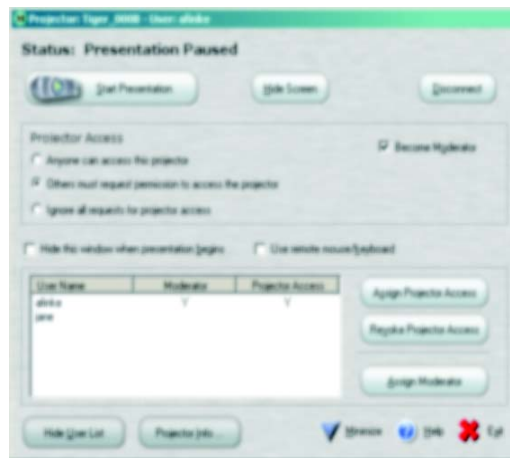 Projector: Tiger_000B - User: alinke
Status: Presentation Paused
Start Presentation
Hide Screen
Disconnect
Projector Access
Become Moderator
Anyone can access this projector
Others must request permission to access the projector
Ignore all requests for projector access
Hide this window when presentation begins
Use remote mouse/keyboard
User Name Moderator Projector Access
alinke Y Y
jane
Assign Projector Access
Revoke Projector Access
Assign Moderator
Hide User List
Projector Info ...
Minimize
Help
Exit